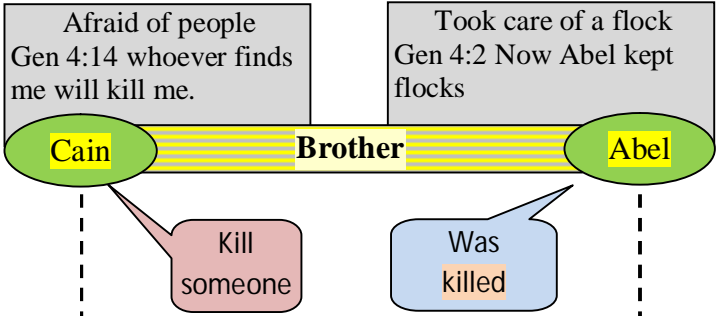 Afraid of people
Gen 4:14 whoever finds
me will kill me.
Took care of a flock
Gen 4:2 Now Abel kept
flocks
Cain
Brother
Abel
Kill
someone
Was
killed